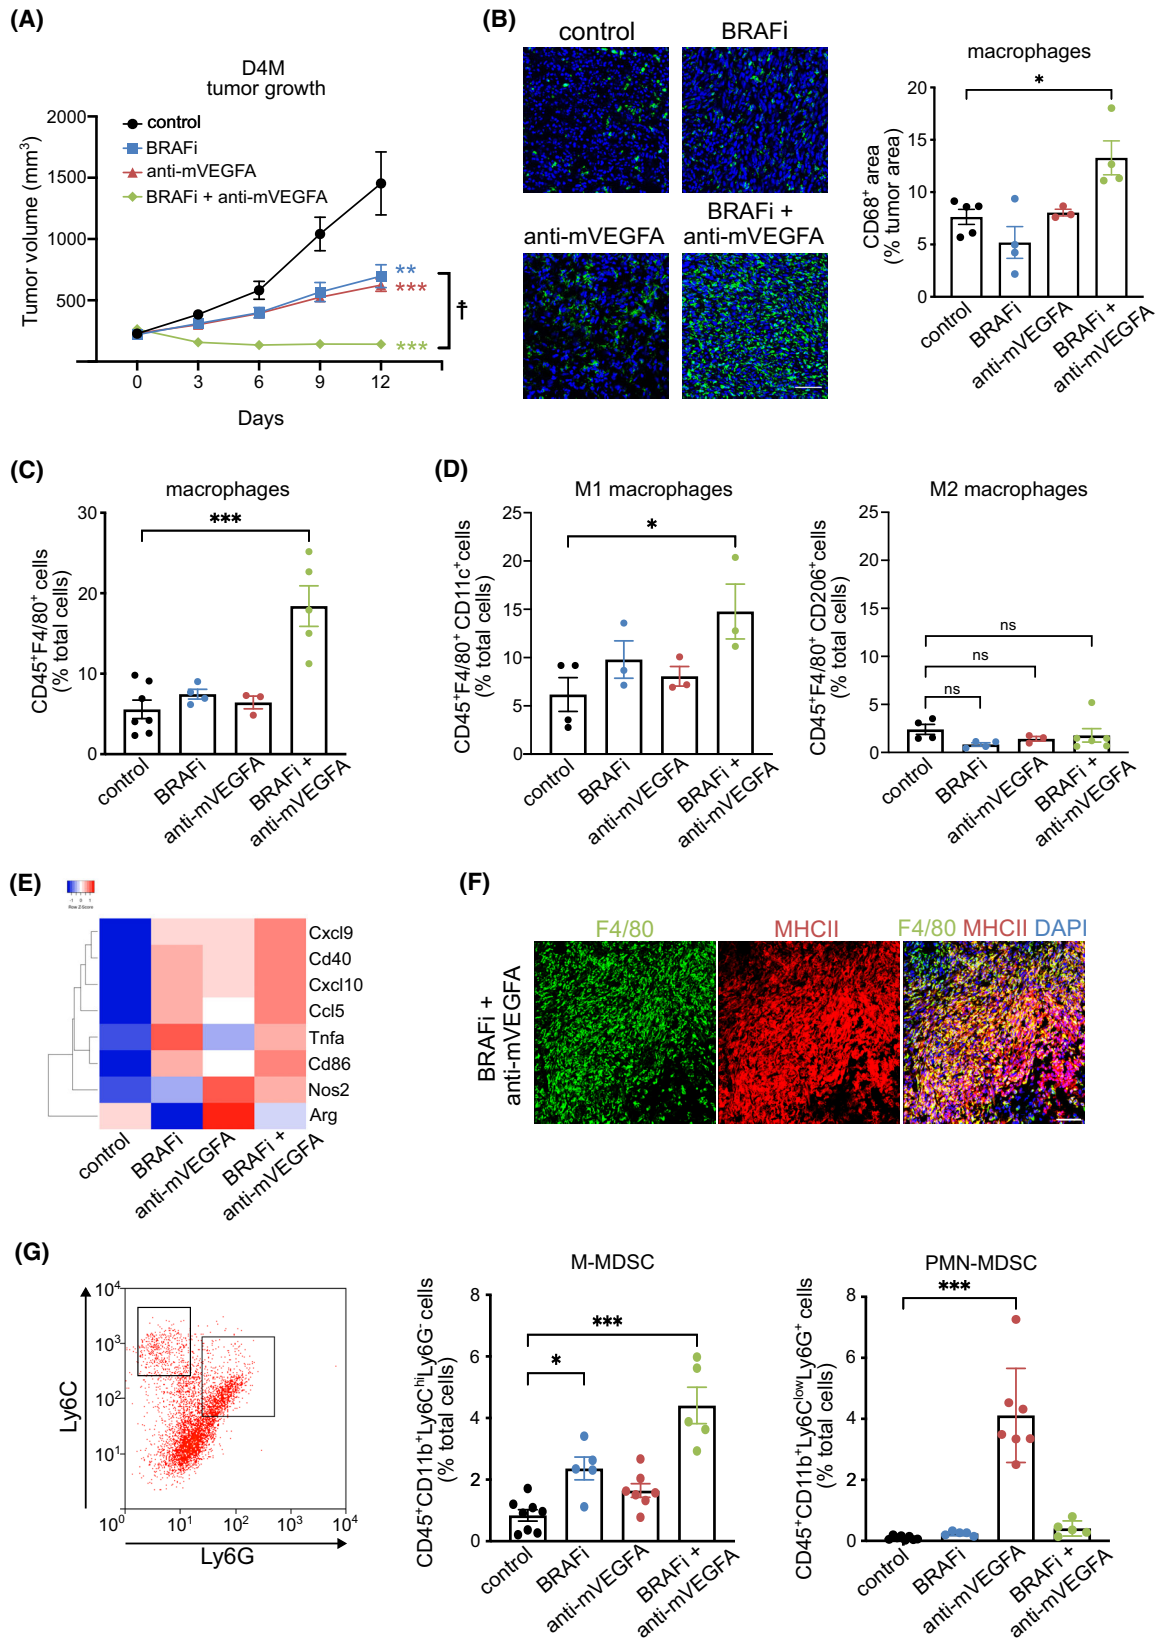 (A)
D4M
tumor growth
Tumor volume (mm³)
2000
1500
1000
500
control
BRAFi
anti-mVEGFA
BRAFi + anti-mVEGFA
**
***
***
☨
0 3 6 9 12
Days
(B)
control
BRAFi
anti-mVEGFA
BRAFi +
anti-mVEGFA
macrophages
CD68⁺ area
(% tumor area)
20
15
10
5
0
*
control
BRAFi
anti-mVEGFA
BRAFi +
anti-mVEGFA
(C)
macrophages
CD45⁺F4/80⁺ cells
(% total cells)
30
20
10
0
***
control
BRAFi
anti-mVEGFA
BRAFi +
anti-mVEGFA
(D)
M1 macrophages
CD45⁺F4/80⁺ CD11c⁺cells
(% total cells)
25
20
15
10
5
0
*
control
BRAFi
anti-mVEGFA
BRAFi +
anti-mVEGFA
M2 macrophages
CD45⁺F4/80⁺ CD206⁺cells
(% total cells)
25
20
15
10
5
0
ns
ns
ns
control
BRAFi
anti-mVEGFA
BRAFi +
anti-mVEGFA
(E)
-1 0 1
Row Z-Score
Cxcl9
Cd40
Cxcl10
Ccl5
Tnfa
Cd86
Nos2
Arg
control
BRAFi
anti-mVEGFA
BRAFi +
anti-mVEGFA
(F)
F4/80
MHCII
F4/80 MHCII DAPI
BRAFi +
anti-mVEGFA
(G)
Ly6C
10⁴
10³
10²
10¹
10⁰ 10¹ 10² 10³ 10⁴
Ly6G
M-MDSC
CD45⁺CD11b⁺Ly6CʰⁱLy6G⁻ cells
(% total cells)
8
6
4
2
0
***
*
control
BRAFi
anti-mVEGFA
BRAFi +
anti-mVEGFA
PMN-MDSC
CD45⁺CD11b⁺Ly6CˡᵒʷLy6G⁺ cells
(% total cells)
8
6
4
2
0
***
control
BRAFi
anti-mVEGFA
BRAFi +
anti-mVEGFA